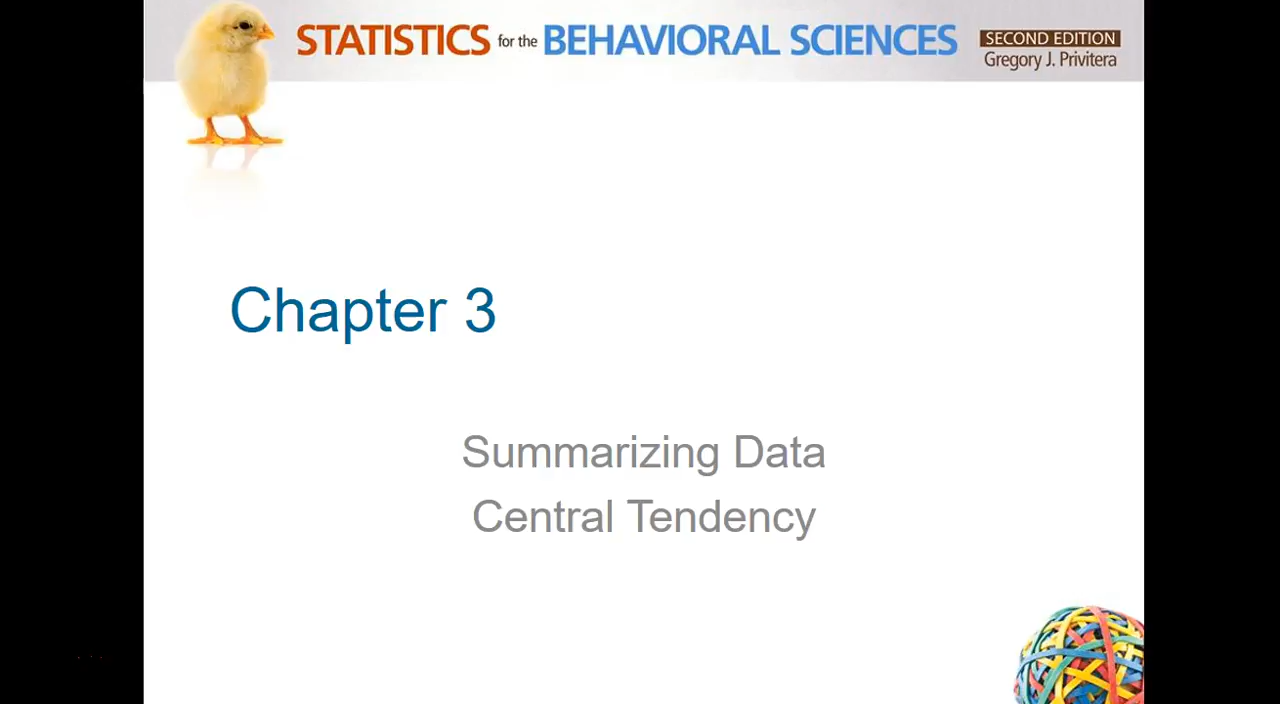 STATISTICS for the BEHAVIORAL SCIENCES
SECOND EDITION
Gregory J. Privitera
Chapter 3
Summarizing Data
Central Tendency